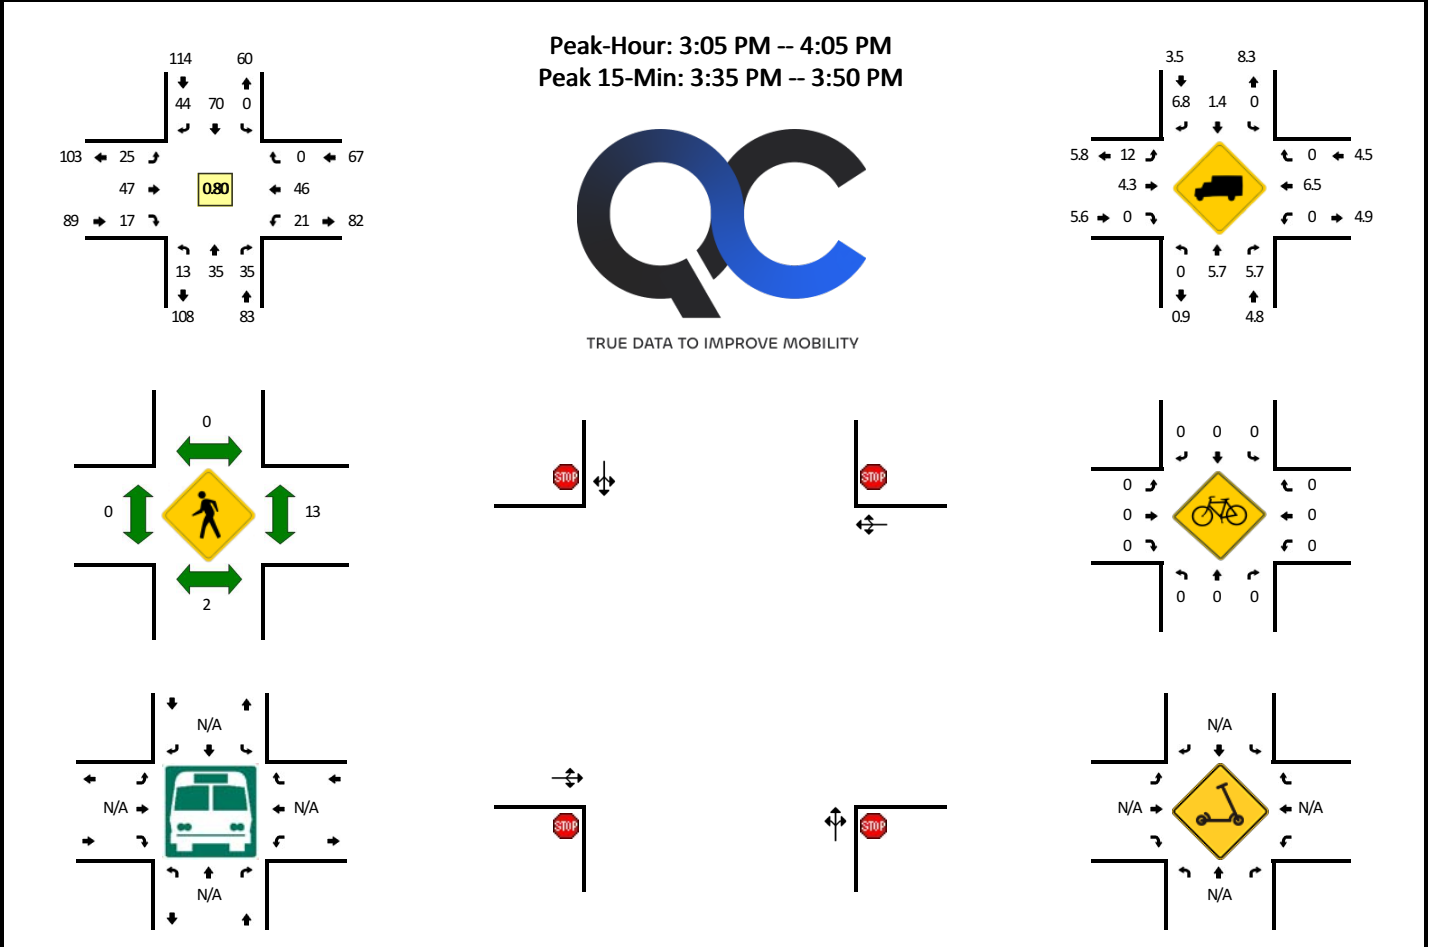 Peak-Hour: 3:05 PM -- 4:05 PM
Peak 15-Min: 3:35 PM -- 3:50 PM
114 60
44 70 0
103 25 0 67
47 0.80 46
89 17 21 82
13 35 35
108 83
TRUE DATA TO IMPROVE MOBILITY
3.5 8.3
6.8 1.4 0
5.8 12 0 4.5
4.3 6.5
5.6 0 0 4.9
0 5.7 5.7
0.9 4.8
0
0 13
2
STOP STOP
0 0 0
0 0
0 0
0 0
0 0 0
N/A
N/A N/A
N/A
STOP STOP
N/A
N/A N/A
N/A